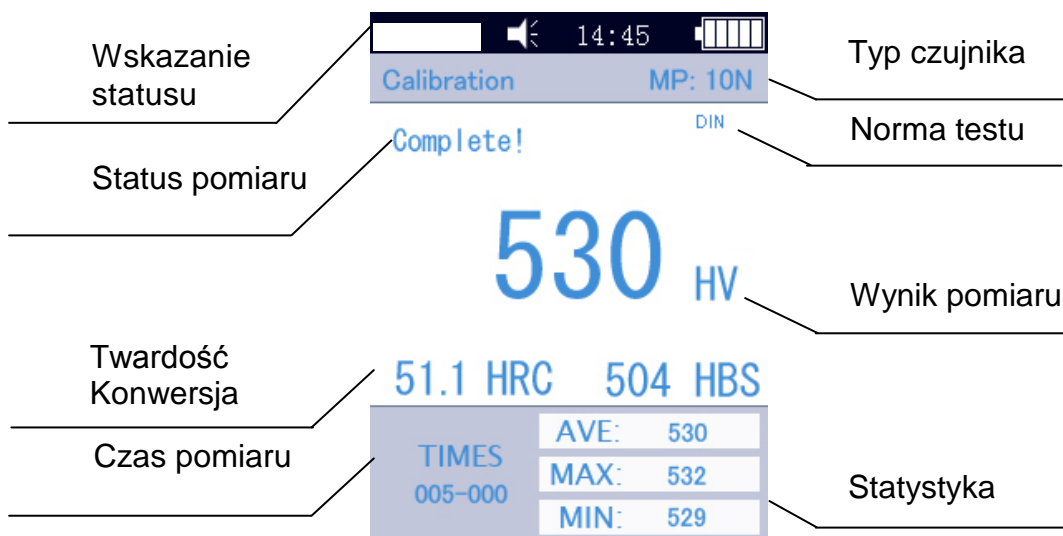 14:45
Wskazanie
statusu
Typ czujnika
Calibration MP: 10N
Complete!
DIN
Norma testu
Status pomiaru
530 HV
Wynik pomiaru
Twardość
Konwersja
51.1 HRC 504 HBS
Czas pomiaru
TIMES
005-000
AVE: 530
MAX: 532
MIN: 529
Statystyka